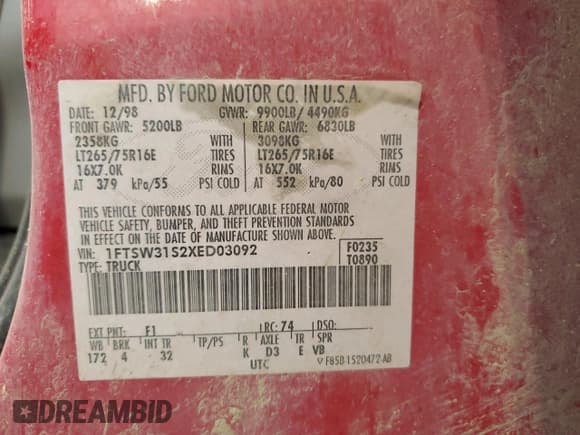 MFD. BY FORD MOTOR CO. IN U.S.A.
DATE: 12/98 GVWR: 9900LB/ 4490KG
FRONT GAWR: 5200LB REAR GAWR: 6830LB
2358KG WITH 3098KG WITH
LT265/75R16E TIRES LT265/75R16E TIRES
16X7.0K RIMS 16X7.0K RIMS
AT 379 kPa/55 PSI COLD AT 552 kPa/80 PSI COLD
THIS VEHICLE CONFORMS TO ALL APPLICABLE FEDERAL MOTOR
VEHICLE SAFETY, BUMPER, AND THEFT PREVENTION STANDARDS
IN EFFECT ON THE DATE OF MANUFACTURE SHOWN ABOVE.
VIN: 1FTSW31S2XED03092 F0235
TYPE: TRUCK T0890
EXT PNT: F1 RC: 74 DSO:
WB BRK INT TR TP/PS R AXLE TR SPR
172 4 32 K D3 E VB
UTC V F85B-1520472-AB
DREAMBID